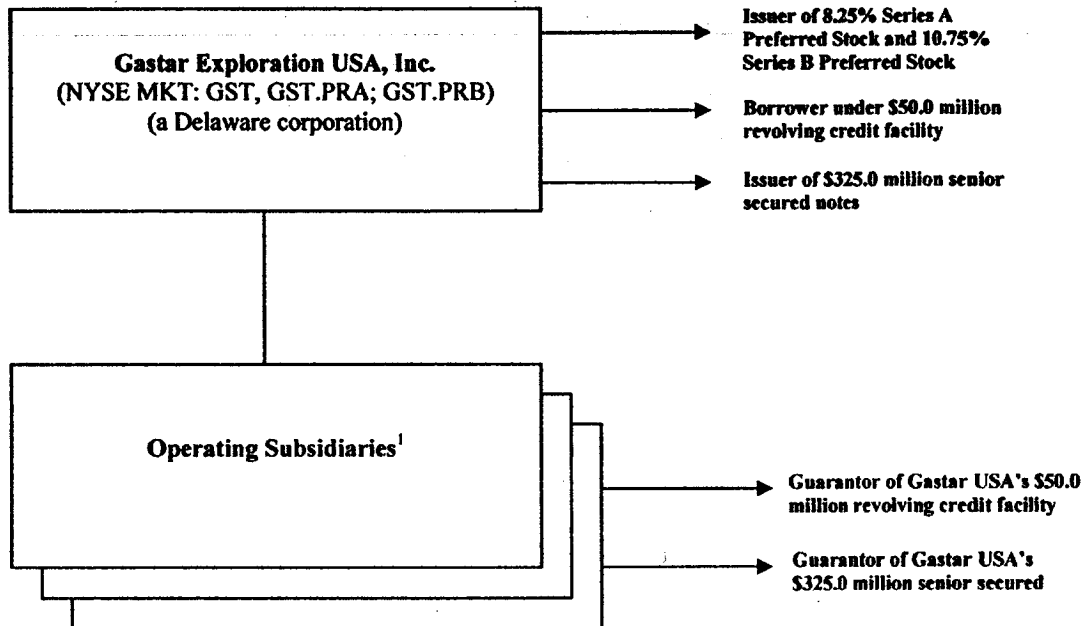 Issuer of 8.25% Series A
Preferred Stock and 10.75%
Series B Preferred Stock
Gastar Exploration USA, Inc.
(NYSE MKT: GST, GST.PRA; GST.PRB)
(a Delaware corporation)
Borrower under $50.0 million
revolving credit facility
Issuer of $325.0 million senior
secured notes
Operating Subsidiaries¹
Guarantor of Gastar USA's $50.0
million revolving credit facility
Guarantor of Gastar USA's
$325.0 million senior secured